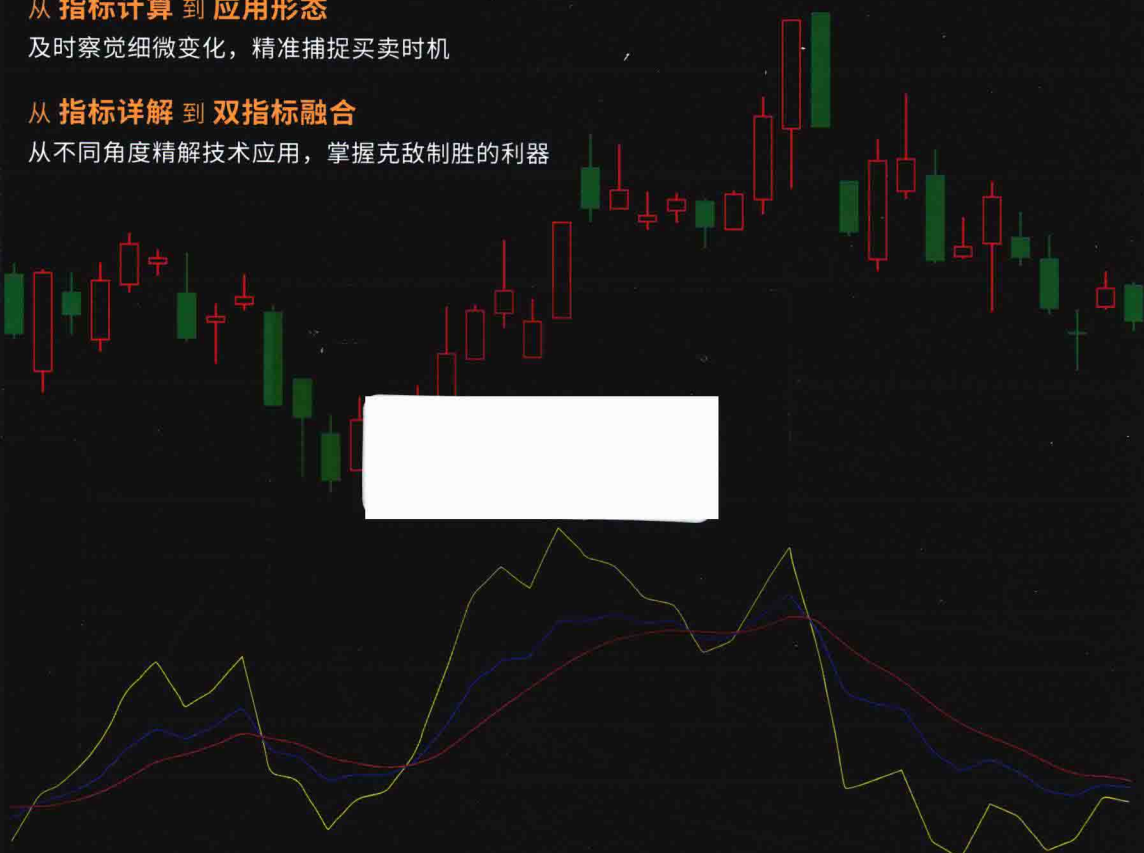 从 指标计算 到 应用形态
及时察觉细微变化，精准捕捉买卖时机
从 指标详解 到 双指标融合
从不同角度精解技术应用，掌握克敌制胜的利器